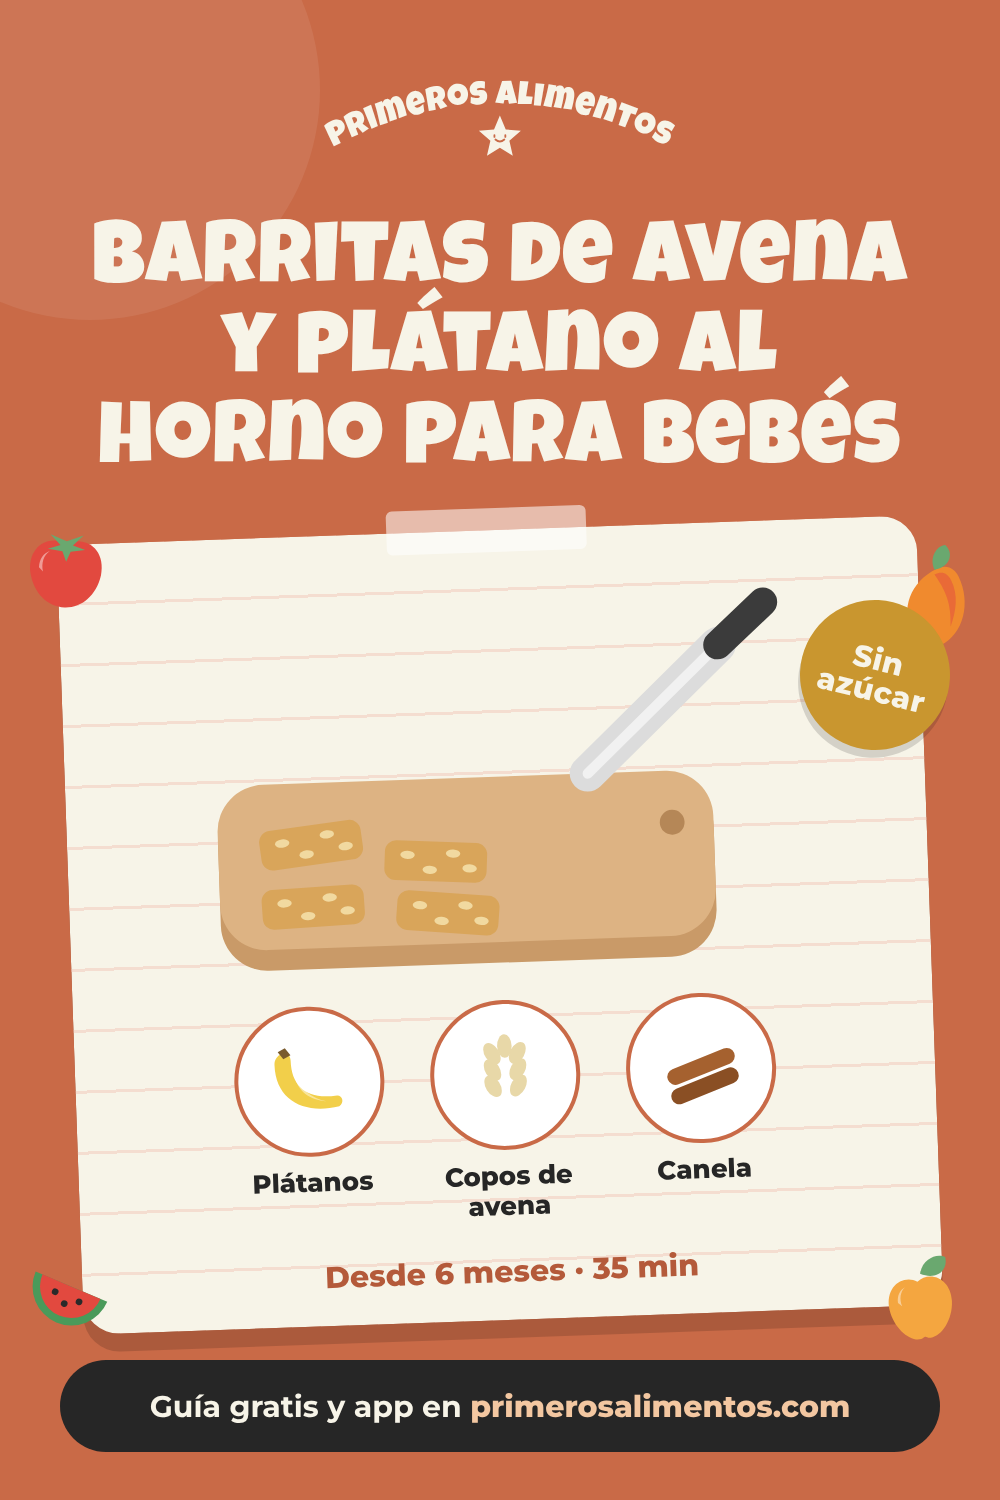 PRIMEROS ALIMENTOS
BARRITAS DE AVENA
Y PLÁTANO AL
HORNO PARA BEBÉS
Sin
azúcar
Plátanos
Copos de
avena
Canela
Desde 6 meses · 35 min
Guía gratis y app en primerosalimentos.com